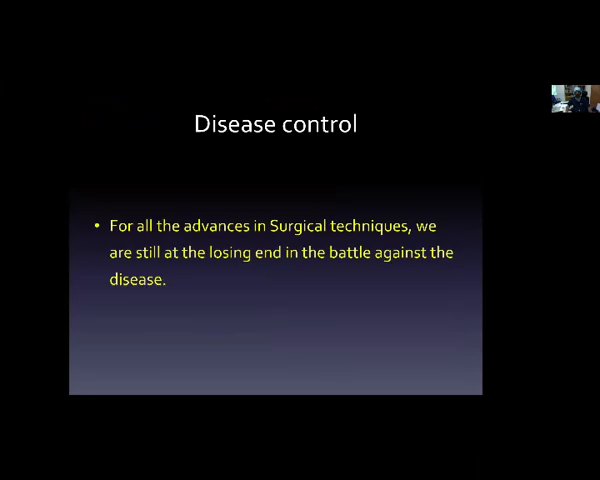 Disease control
• For all the advances in Surgical techniques, we
are still at the losing end in the battle against the
disease.